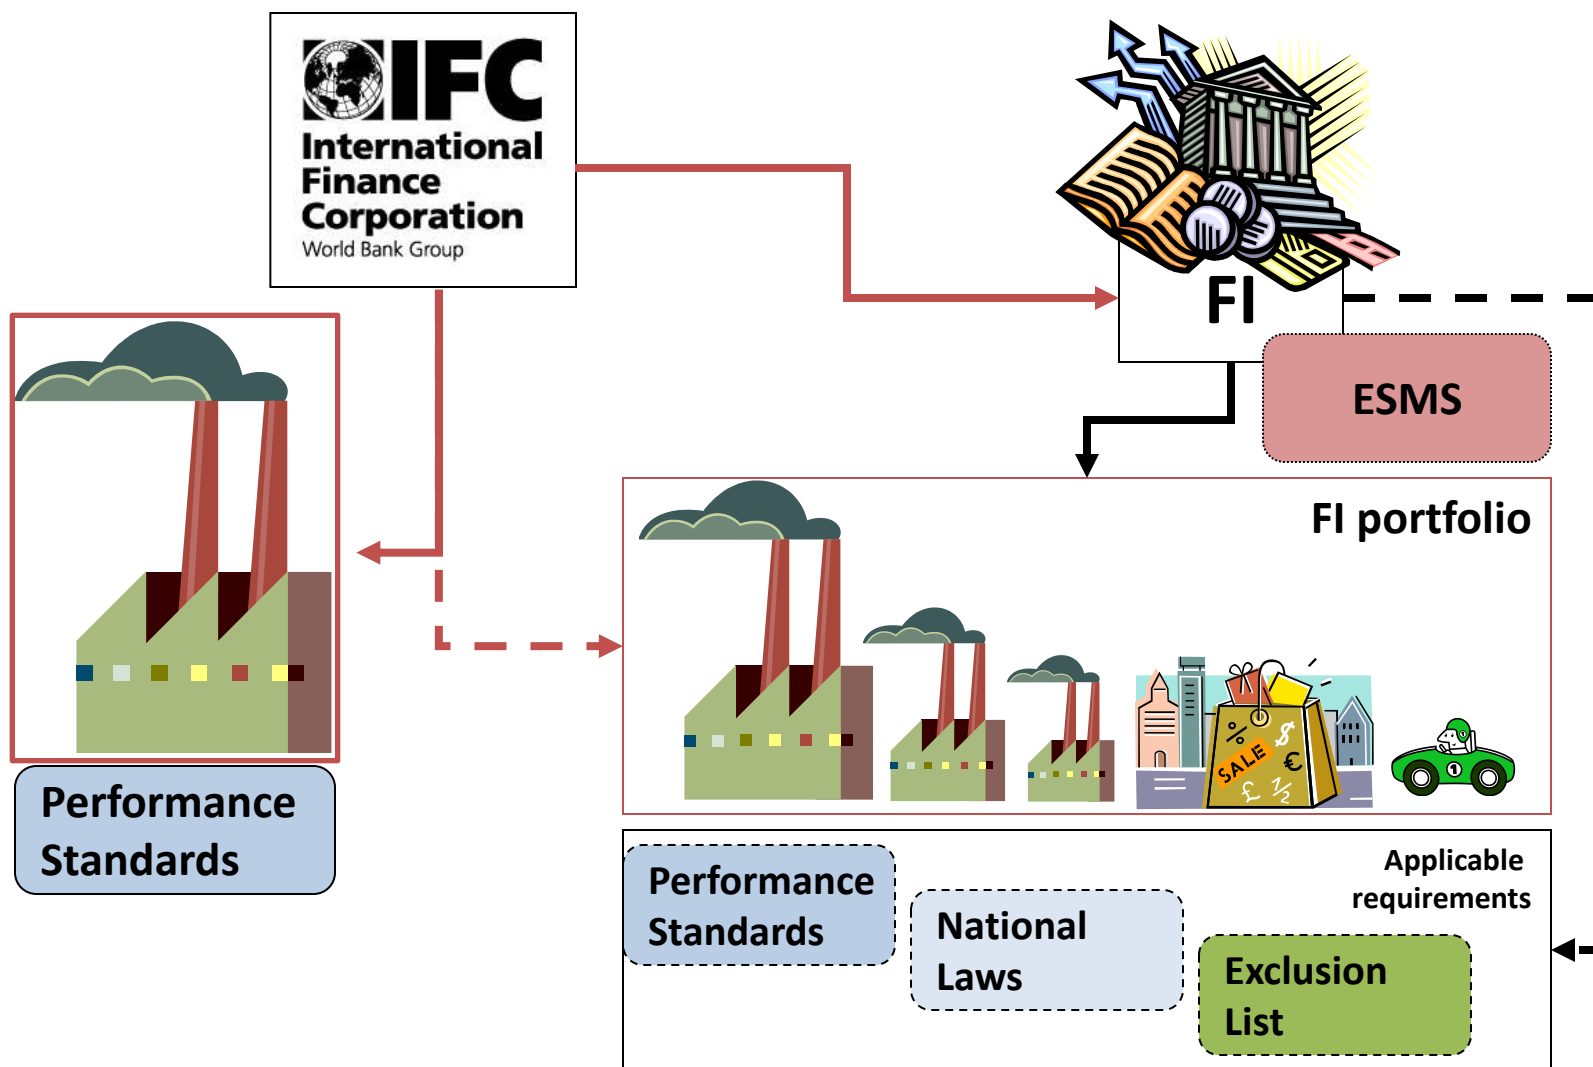 IFC
International
Finance
Corporation
World Bank Group
FI
ESMS
FI portfolio
SALE
% $ € £
1
Performance
Standards
Applicable
requirements
Performance
Standards
National
Laws
Exclusion
List